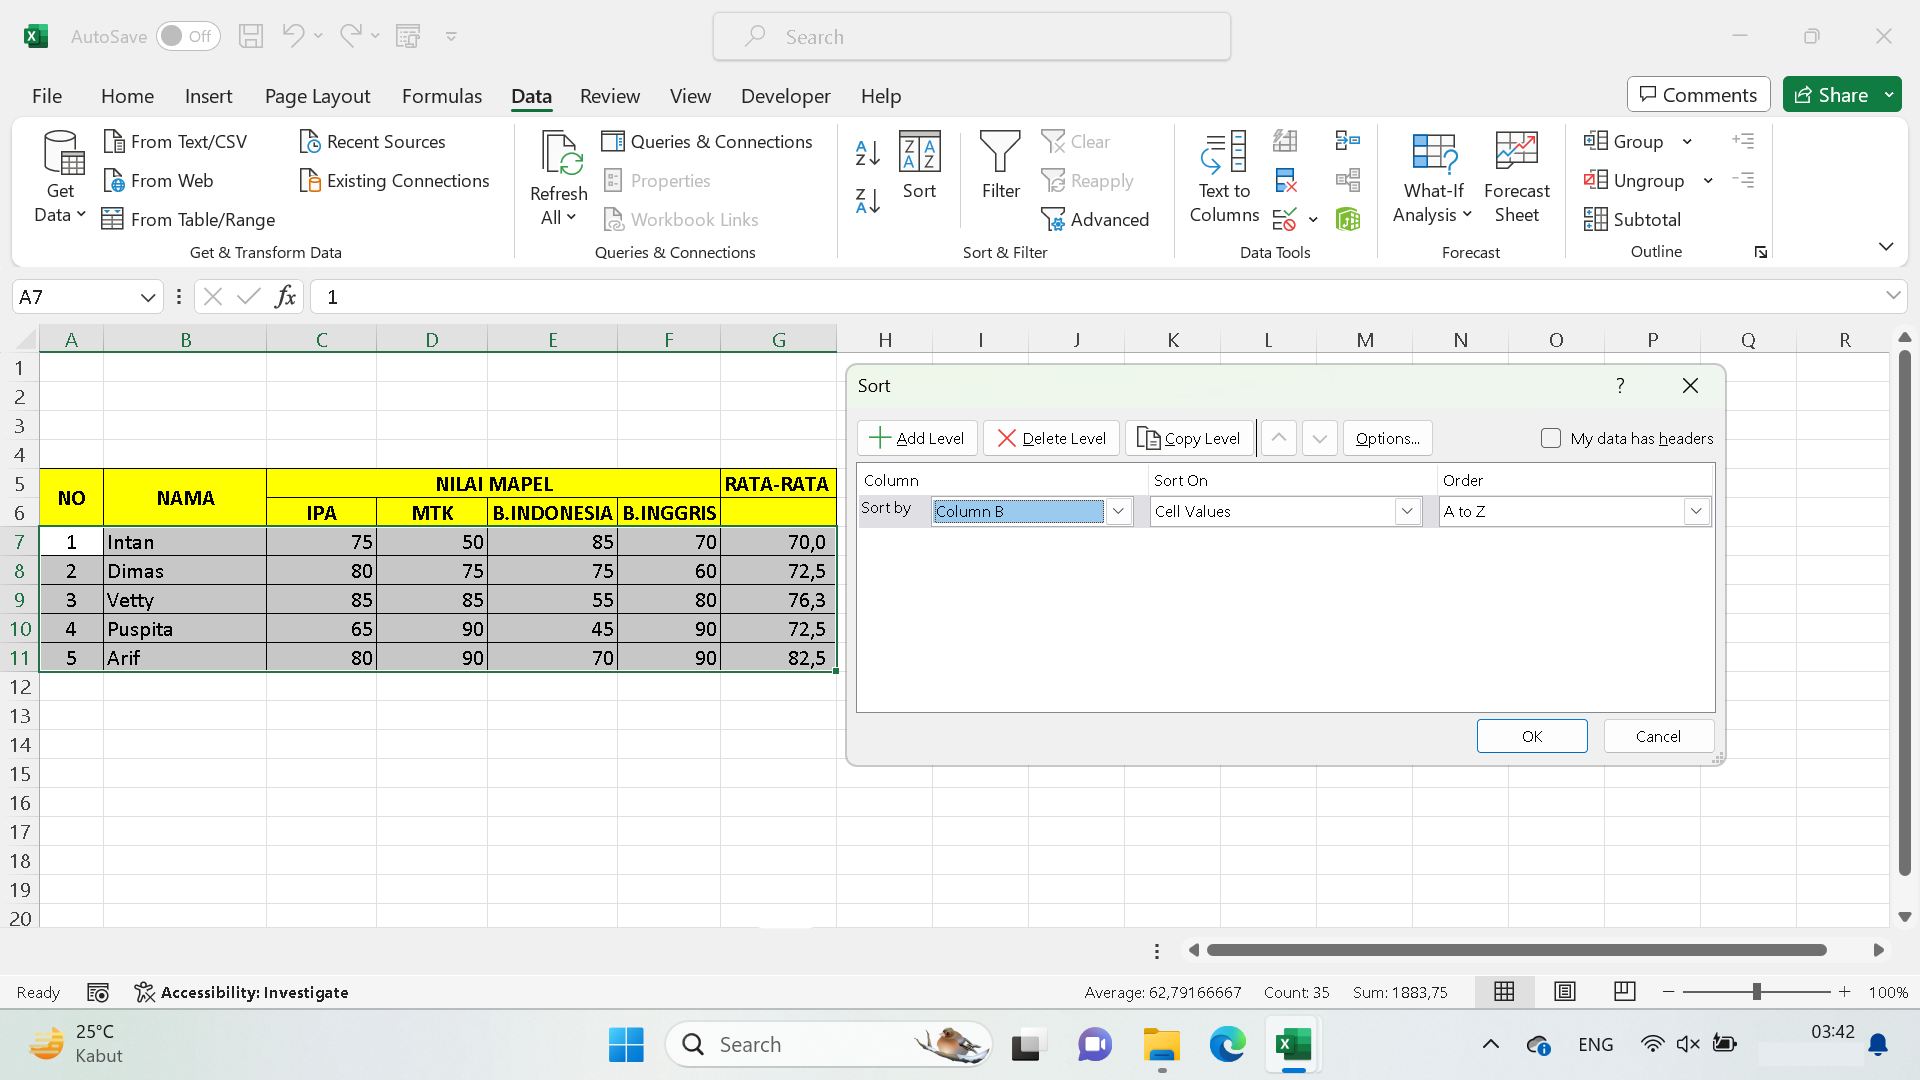 AutoSave Off Search
File Home Insert Page Layout Formulas Data Review View Developer Help Comments Share
Get Data From Text/CSV From Web From Table/Range Recent Sources Existing Connections
Get & Transform Data
Refresh All Queries & Connections Properties Workbook Links
Queries & Connections
Sort Filter Clear Reapply Advanced
Sort & Filter
Text to Columns
Data Tools
What-If Analysis Forecast Sheet
Forecast
Group Ungroup Subtotal
Outline
A7 fx 1
A B C D E F G H I J K L M N O P Q R
1
2
3
4
5 NO NAMA NILAI MAPEL RATA-RATA
6 IPA MTK B.INDONESIA B.INGGRIS
7 1 Intan 75 50 85 70 70,0
8 2 Dimas 80 75 75 60 72,5
9 3 Vetty 85 85 55 80 76,3
10 4 Puspita 65 90 45 90 72,5
11 5 Arif 80 90 70 90 82,5
12
13
14
15
16
17
18
19
20
Sort ?
Add Level Delete Level Copy Level Options... My data has headers
Column Sort On Order
Sort by Column B Cell Values A to Z
OK Cancel
Ready Accessibility: Investigate Average: 62,79166667 Count: 35 Sum: 1883,75 100%
25°C
Kabut
Search
ENG 03:42